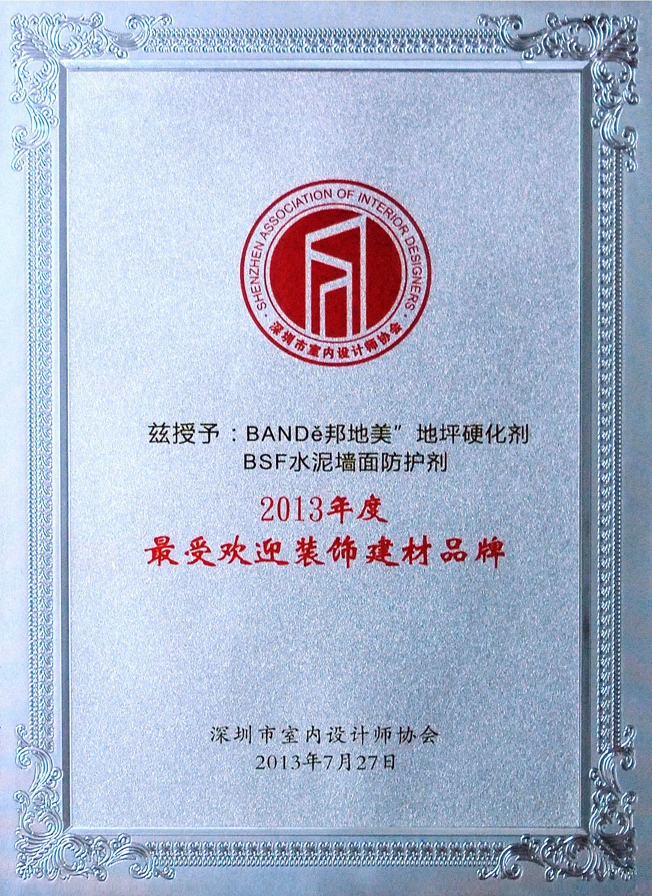 SHENZHEN ASSOCIATION OF INTERIOR DESIGNERS
·深圳市室内设计师协会·
兹授予：BANDě邦地美”地坪硬化剂
BSF水泥墙面防护剂
2013年度
最受欢迎装饰建材品牌
深圳市室内设计师协会
2013年7月27日